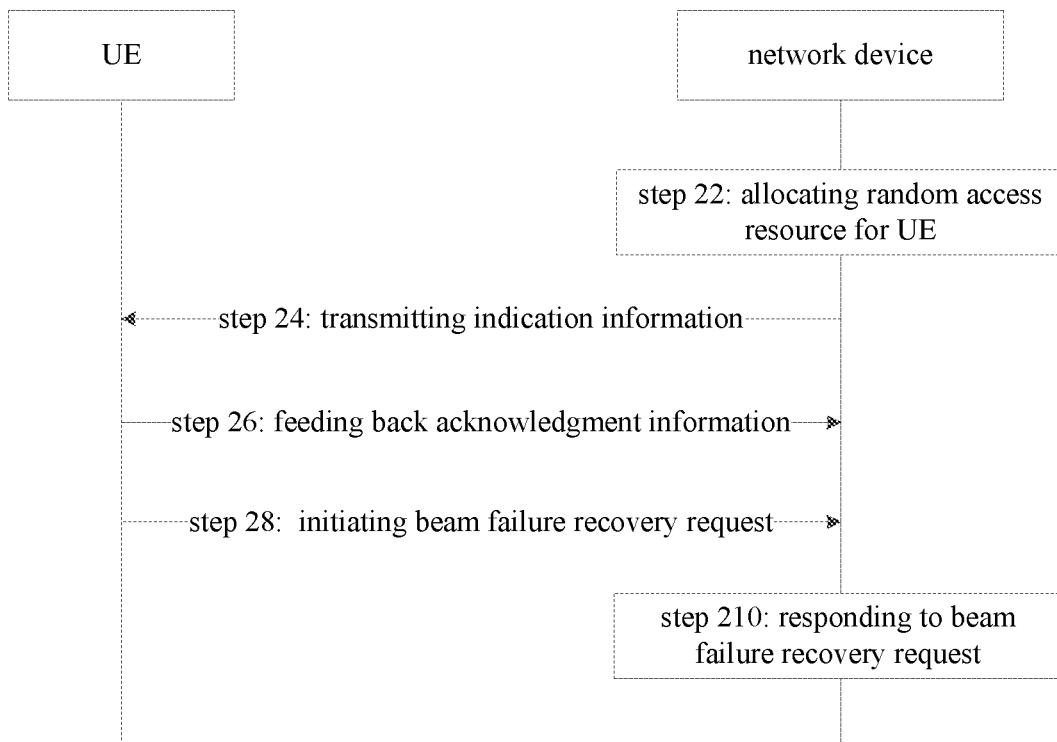 UE
network device
step 22: allocating random access
resource for UE
step 24: transmitting indication information
step 26: feeding back acknowledgment information
step 28: initiating beam failure recovery request
step 210: responding to beam
failure recovery request